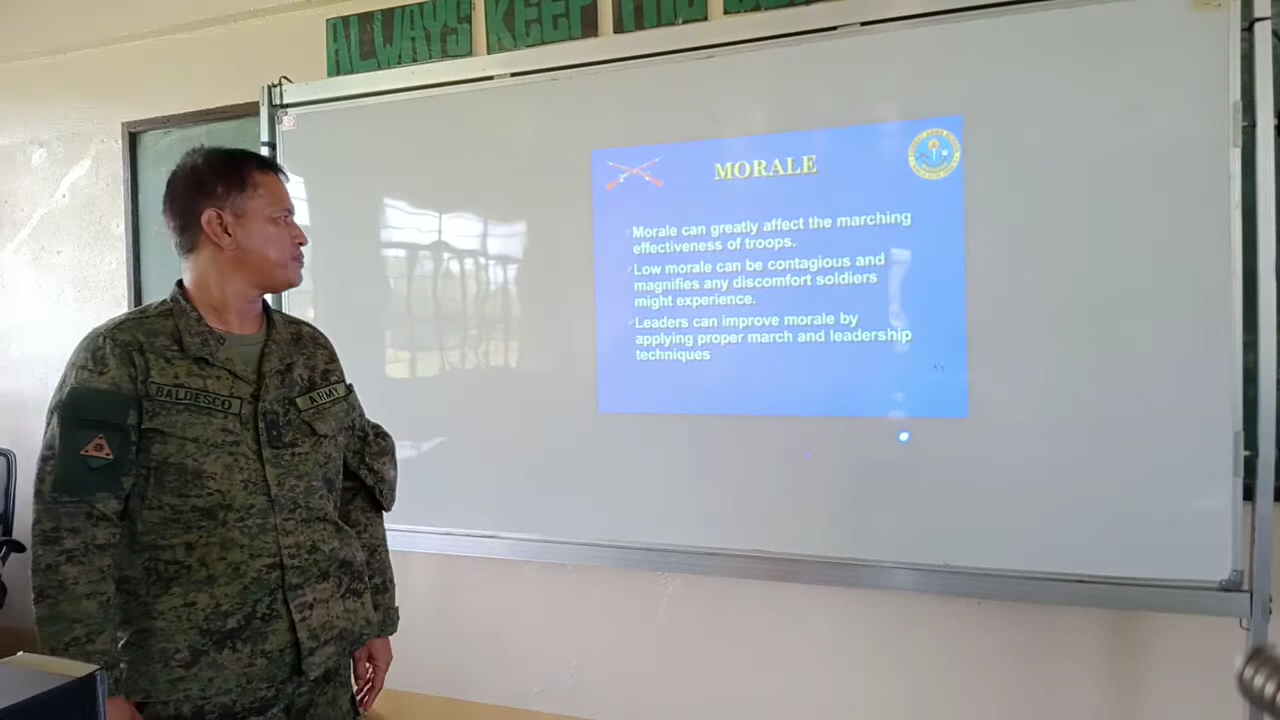 ALWAYS KEEP THE
MORALE
Morale can greatly affect the marching
effectiveness of troops.
Low morale can be contagious and
magnifies any discomfort soldiers
might experience.
Leaders can improve morale by
applying proper march and leadership
techniques
BALDESCO
ARMY